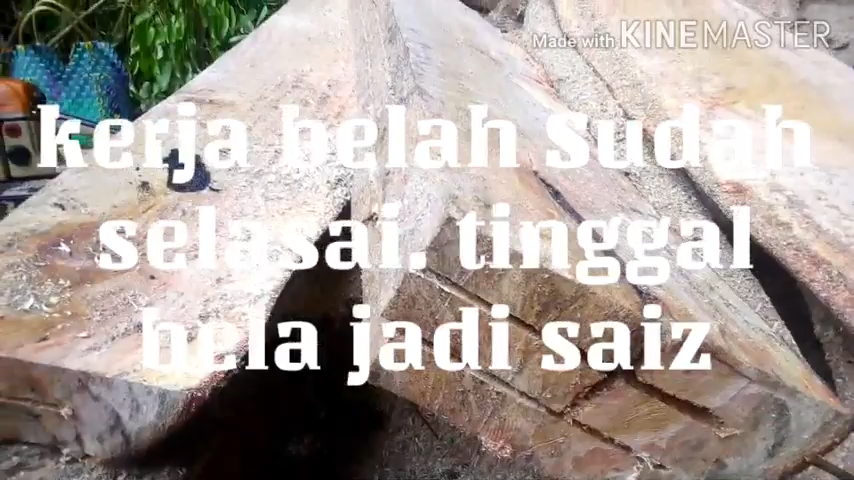 Made with KINEMASTER
kerja belah Sudah
selasai. tinggal
bela jadi saiz